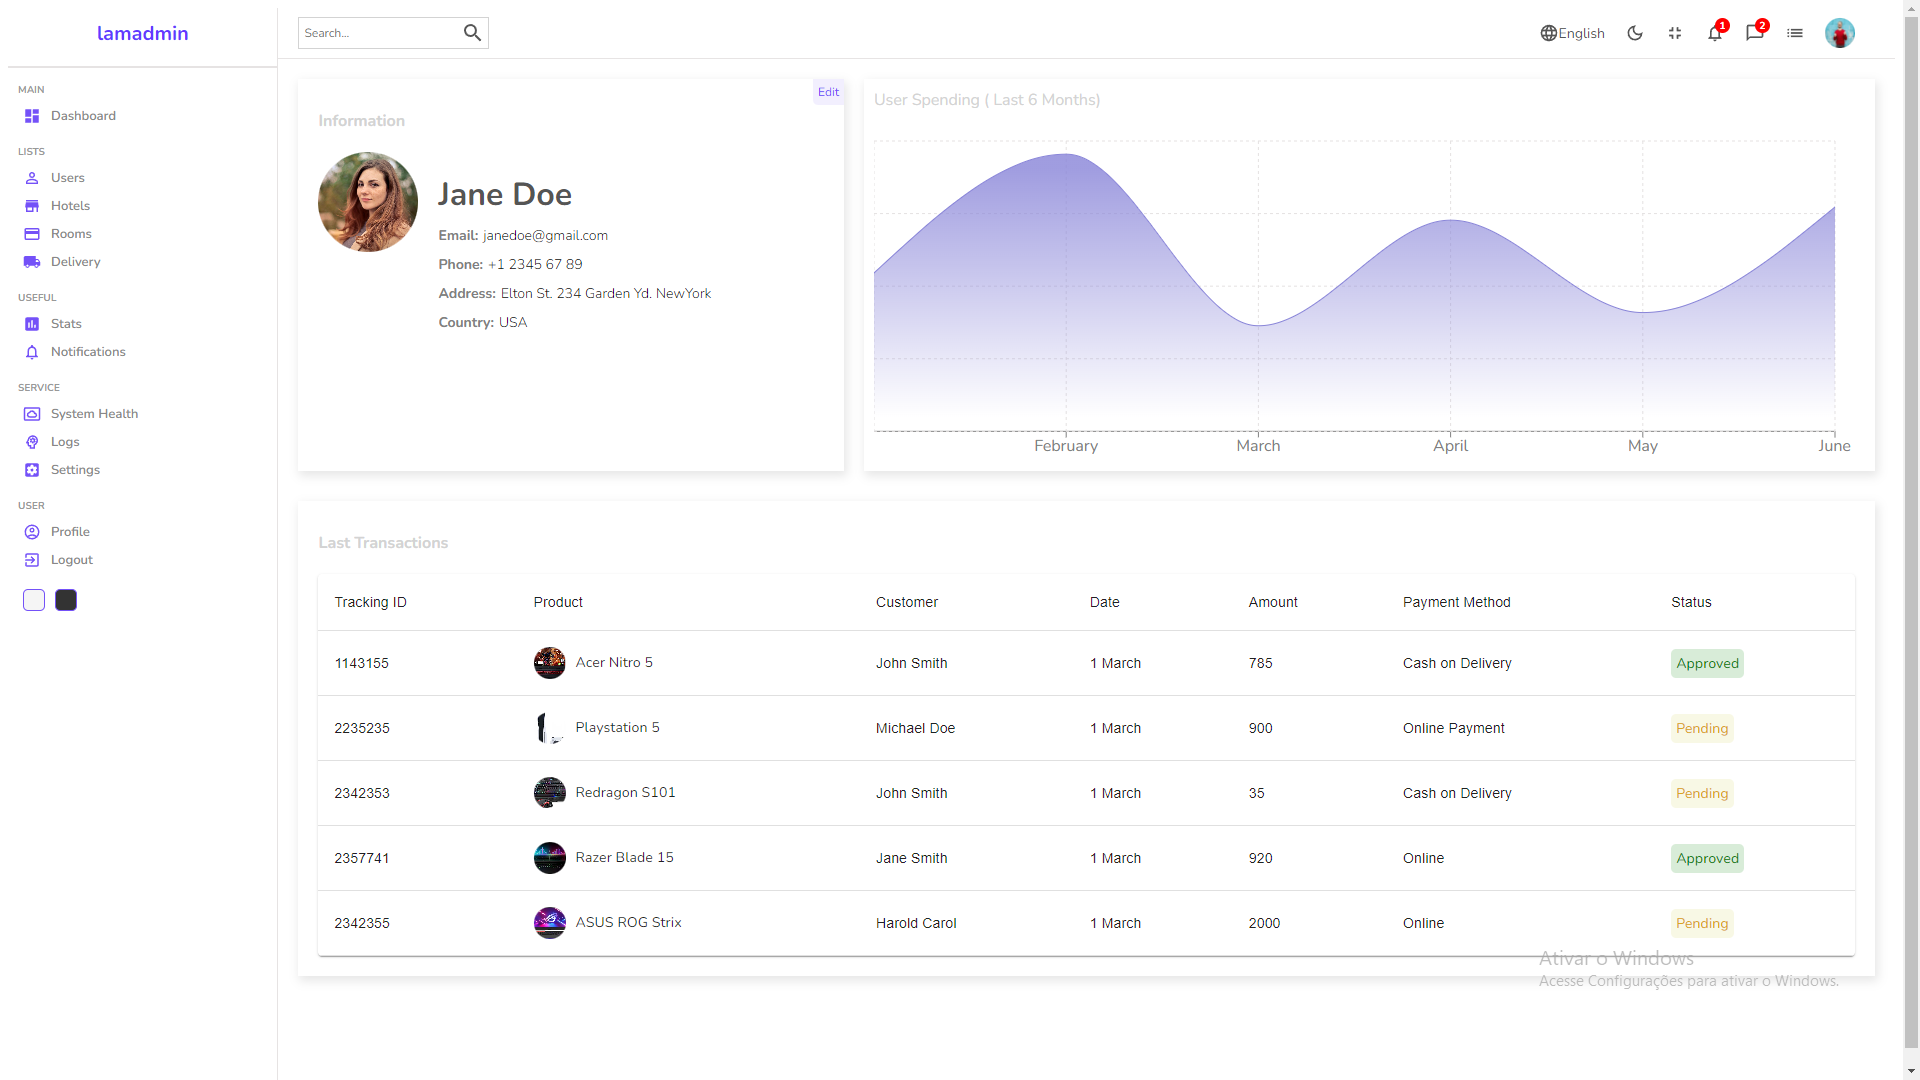 lamadmin
Search...
English
1
2
MAIN
Dashboard
LISTS
Users
Hotels
Rooms
Delivery
USEFUL
Stats
Notifications
SERVICE
System Health
Logs
Settings
USER
Profile
Logout
Edit
Information
Jane Doe
Email: janedoe@gmail.com
Phone: +1 2345 67 89
Address: Elton St. 234 Garden Yd. NewYork
Country: USA
User Spending ( Last 6 Months)
February March April May June
Last Transactions
Tracking ID Product Customer Date Amount Payment Method Status
1143155 Acer Nitro 5 John Smith 1 March 785 Cash on Delivery Approved
2235235 Playstation 5 Michael Doe 1 March 900 Online Payment Pending
2342353 Redragon S101 John Smith 1 March 35 Cash on Delivery Pending
2357741 Razer Blade 15 Jane Smith 1 March 920 Online Approved
2342355 ASUS ROG Strix Harold Carol 1 March 2000 Online Pending
Ativar o Windows
Acesse Configurações para ativar o Windows.